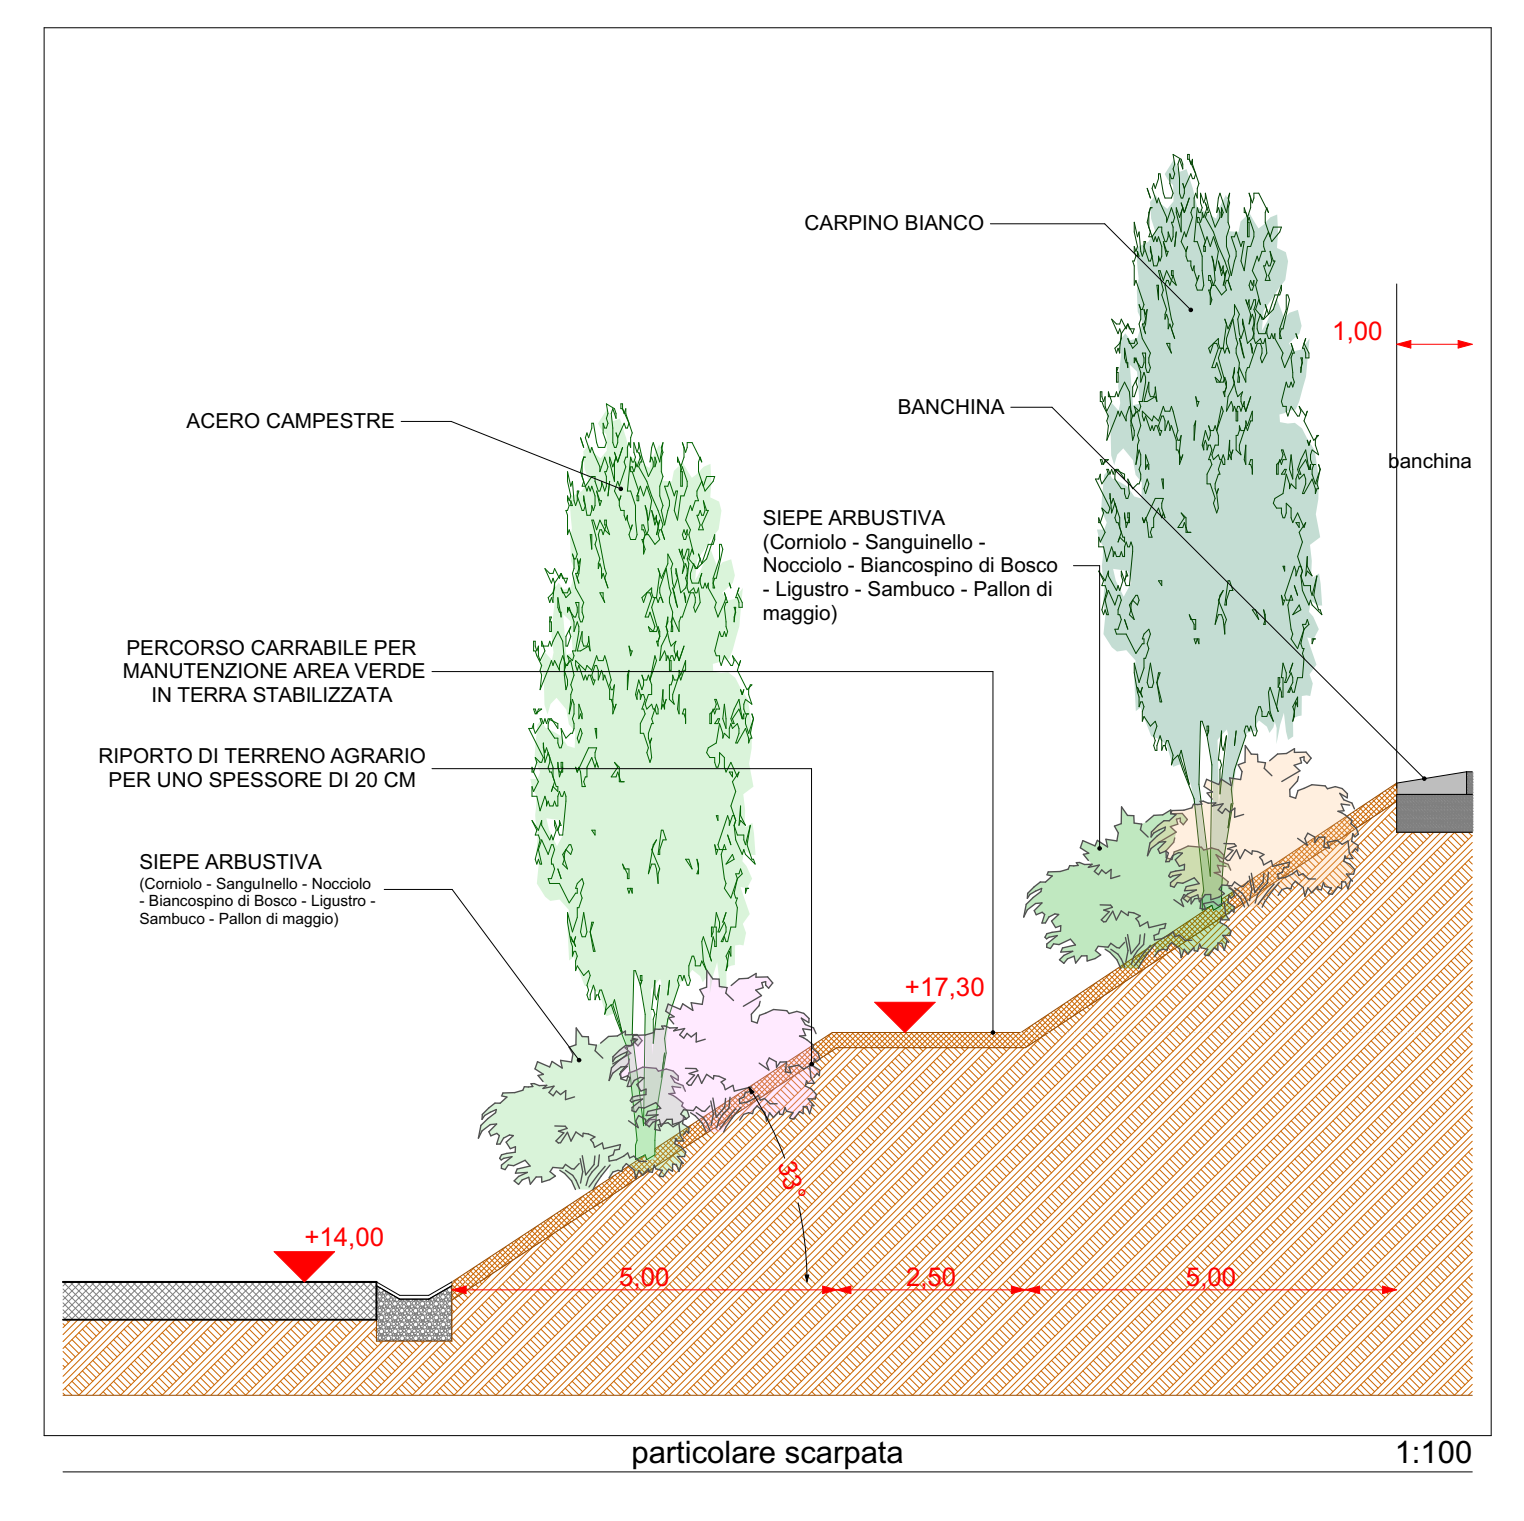 CARPINO BIANCO
1,00
BANCHINA
ACERO CAMPESTRE
banchina
SIEPE ARBUSTIVA
(Corniolo - Sanguinello -
Nocciolo - Biancospino di Bosco
- Ligustro - Sambuco - Pallon di
maggio)
PERCORSO CARRABILE PER
MANUTENZIONE AREA VERDE
IN TERRA STABILIZZATA
RIPORTO DI TERRENO AGRARIO
PER UNO SPESSORE DI 20 CM
SIEPE ARBUSTIVA
(Corniolo - SanguInello - Nocciolo
- Biancospino di Bosco - Ligustro -
Sambuco - Pallon di maggio)
+17,30
33°
+14,00
5,00
2,50
5,00
particolare scarpata
1:100